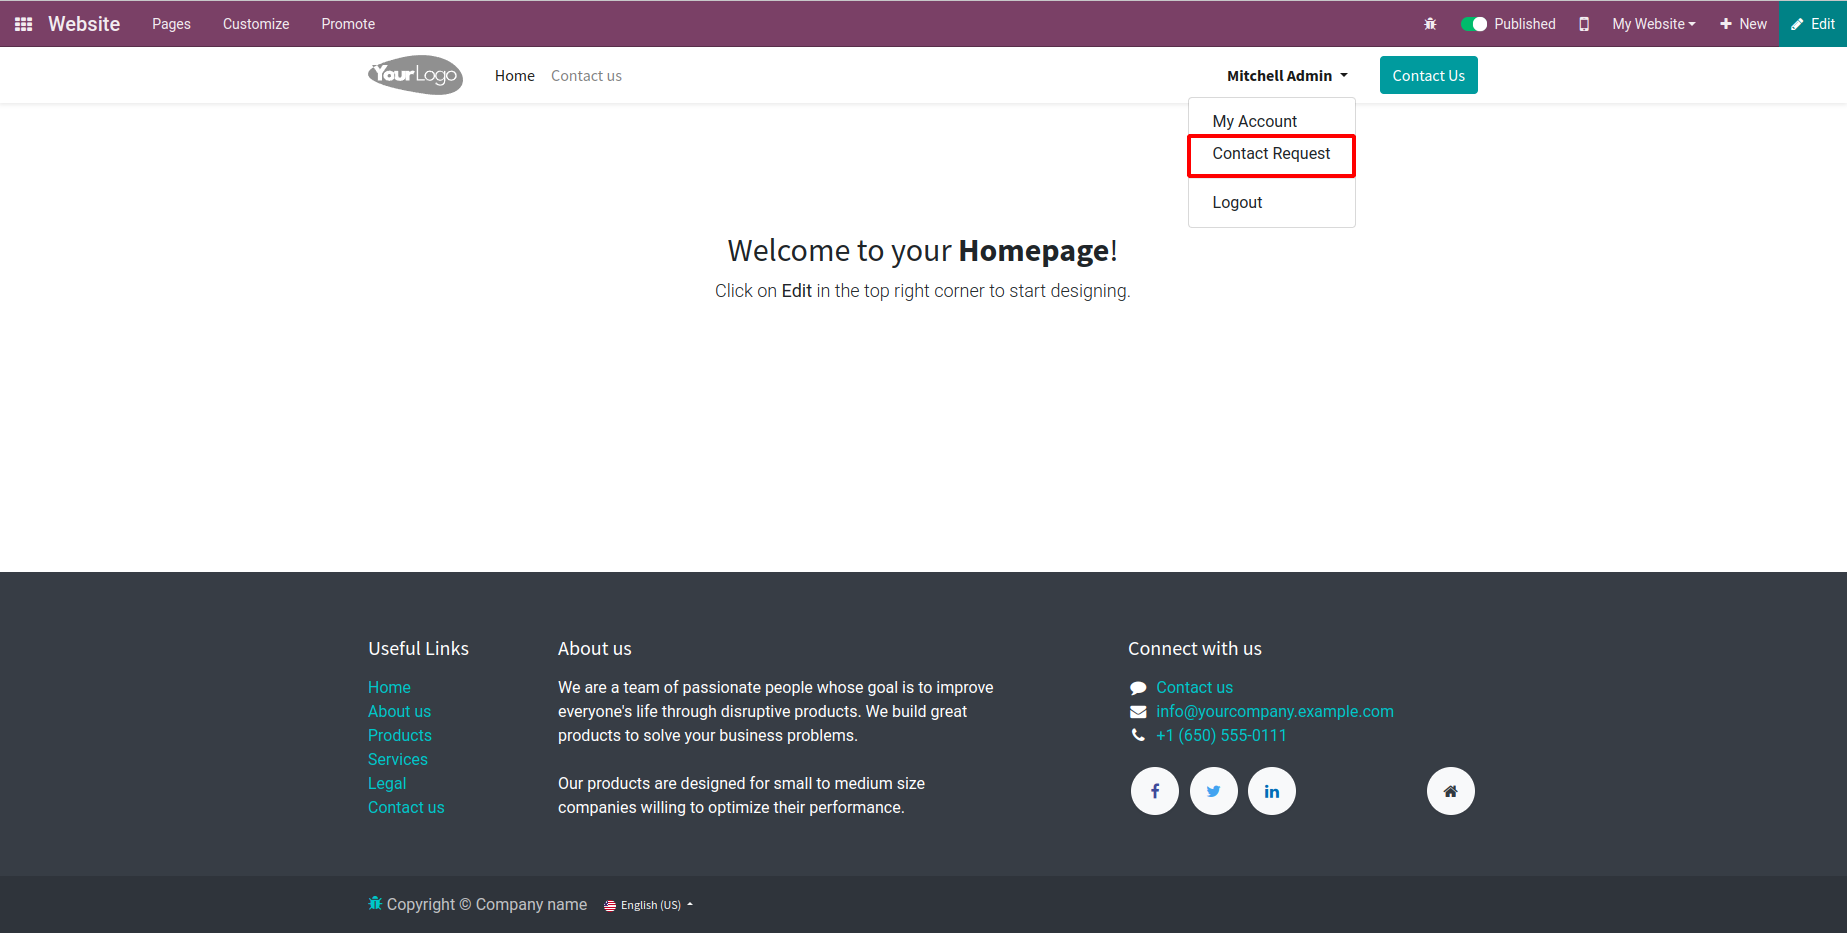 Website Pages Customize Promote Published My Website New Edit
YourLogo Home Contact us Mitchell Admin Contact Us
My Account
Contact Request
Logout
Welcome to your Homepage!
Click on Edit in the top right corner to start designing.
Useful Links
Home
About us
Products
Services
Legal
Contact us
About us
We are a team of passionate people whose goal is to improve
everyone's life through disruptive products. We build great
products to solve your business problems.
Our products are designed for small to medium size
companies willing to optimize their performance.
Connect with us
Contact us
info@yourcompany.example.com
+1 (650) 555-0111
Copyright © Company name English (US)